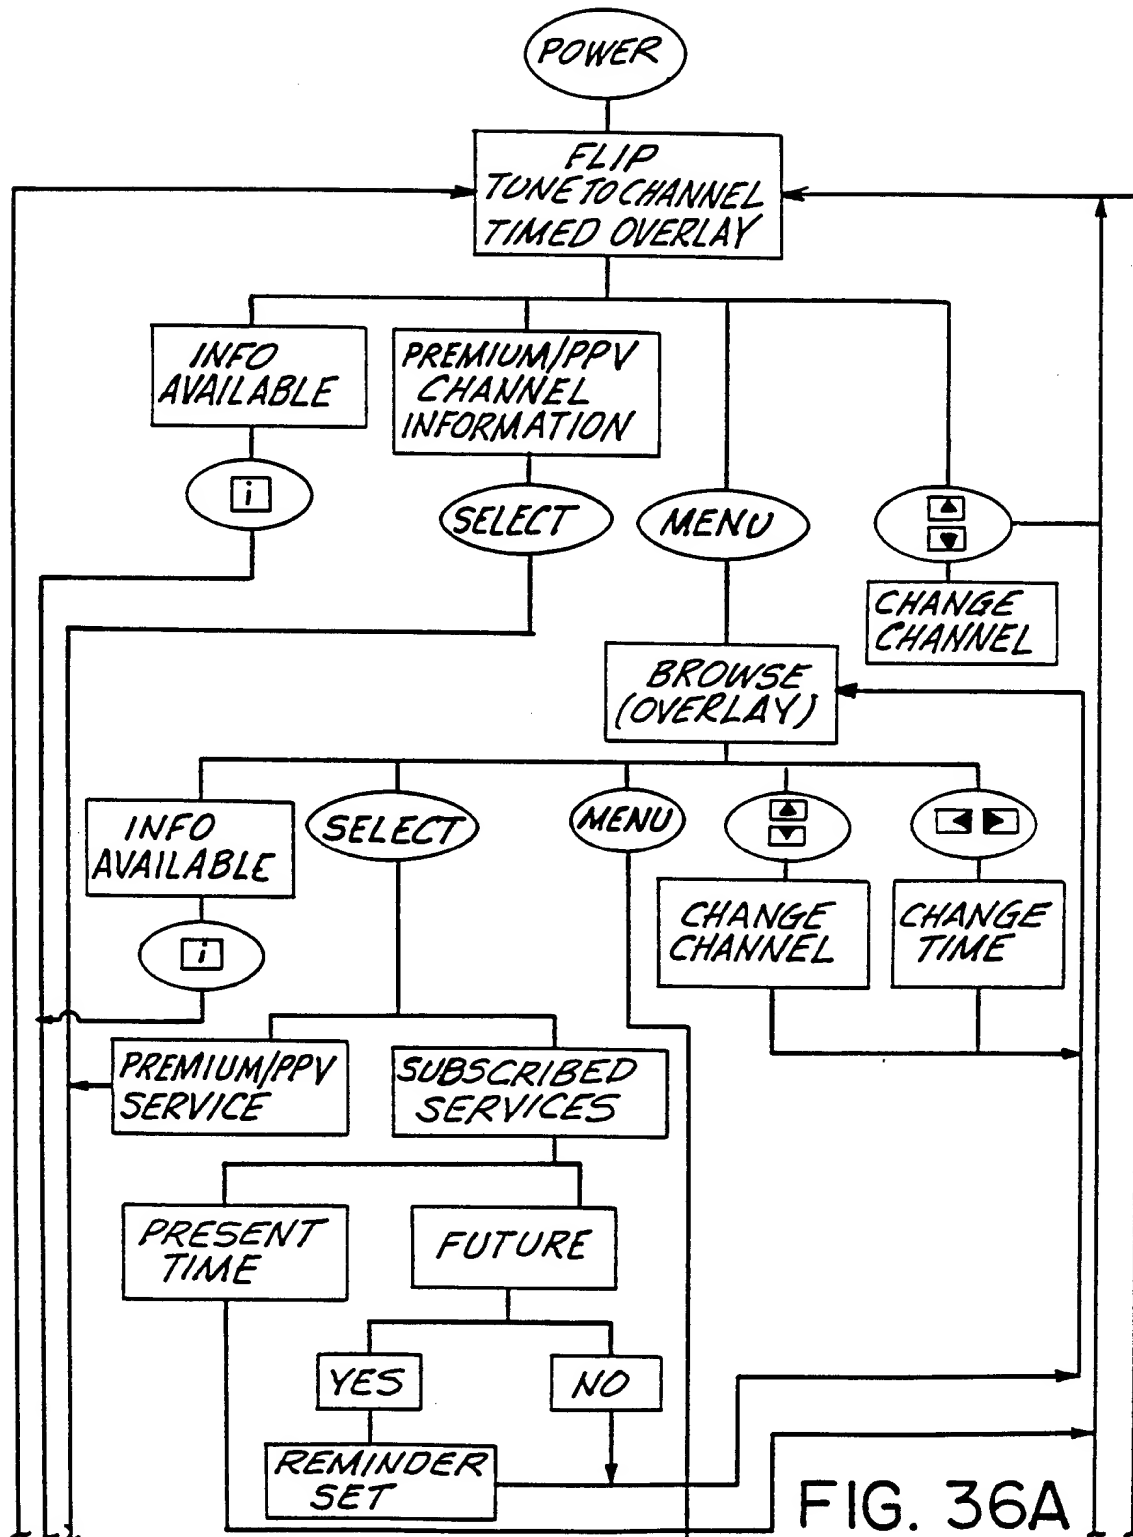 POWER
FLIP
TUNE TO CHANNEL
TIMED OVERLAY
INFO
AVAILABLE
PREMIUM/PPV
CHANNEL
INFORMATION
i
SELECT
MENU
▲
▼
CHANGE
CHANNEL
BROWSE
(OVERLAY)
INFO
AVAILABLE
SELECT
MENU
▲
▼
◀ ▶
i
CHANGE
CHANNEL
CHANGE
TIME
PREMIUM/PPV
SERVICE
SUBSCRIBED
SERVICES
PRESENT
TIME
FUTURE
YES
NO
REMINDER
SET
FIG. 36A